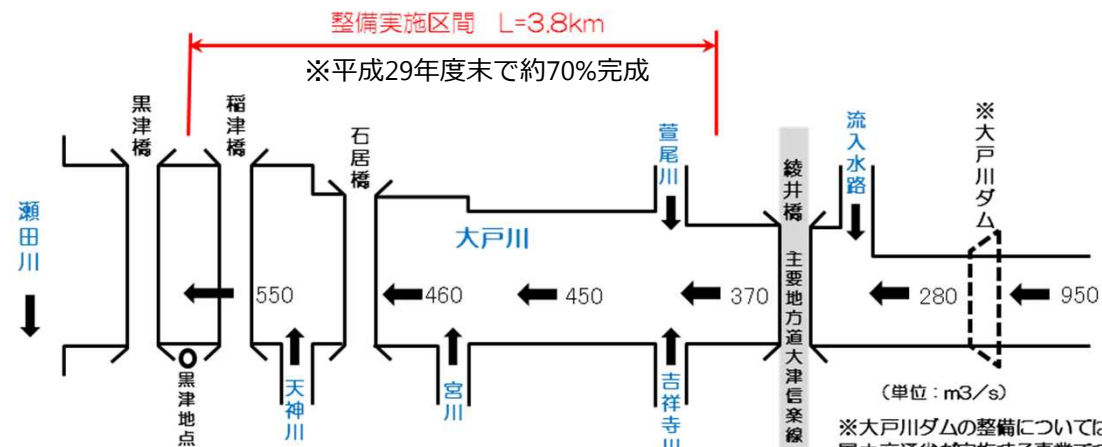 整備実施区間 L=3.8km
※平成29年度末で約70%完成
黒津橋
稲津橋
石居橋
萱尾川
綾井橋 主要地方道大津信楽線
流入水路
※大戸川ダム
瀬田川
大戸川
550
460
450
370
280
950
黒津地点
天神川
宮川
吉祥寺川
(単位:m3/s)
※大戸川ダムの整備については